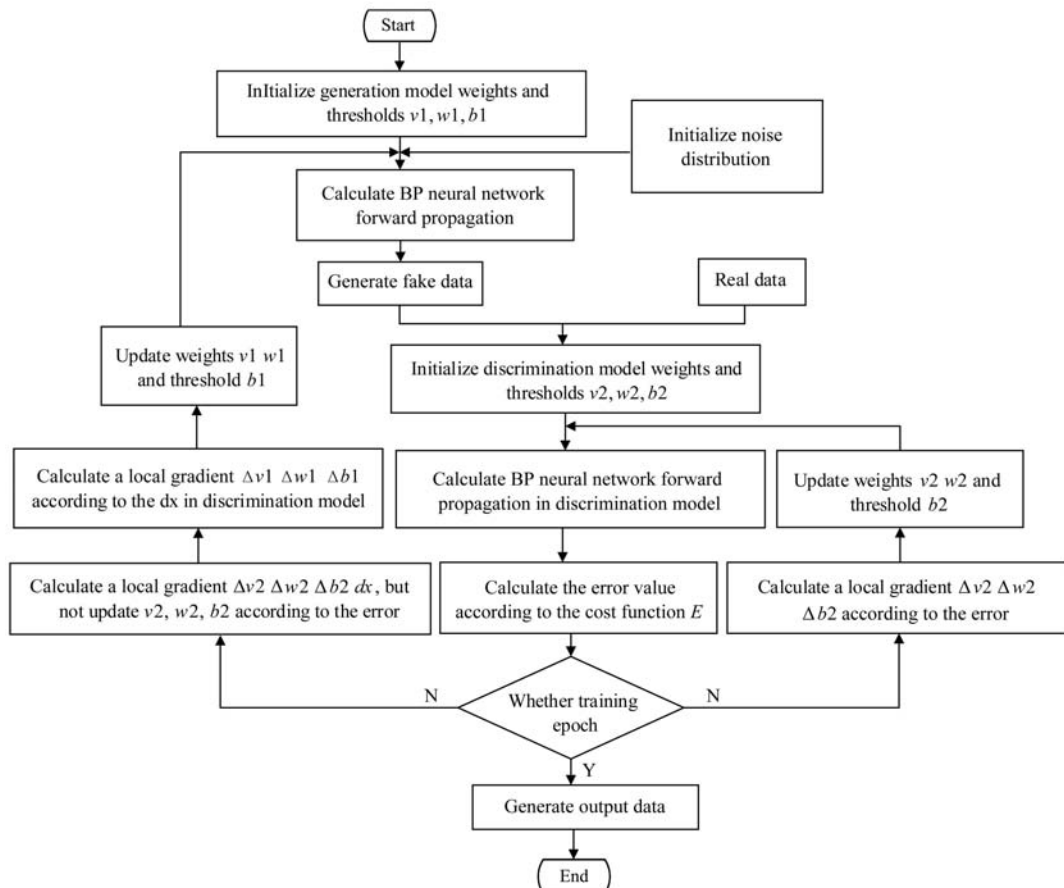 Start
InItialize generation model weights and
thresholds v1, w1, b1
Initialize noise
distribution
Calculate BP neural network
forward propagation
Generate fake data
Real data
Update weights v1 w1
and threshold b1
Initialize discrimination model weights and
thresholds v2, w2, b2
Calculate a local gradient Δv1 Δw1 Δb1
according to the dx in discrimination model
Calculate BP neural network forward
propagation in discrimination model
Update weights v2 w2 and
threshold b2
Calculate a local gradient Δv2 Δw2 Δb2 dx, but
not update v2, w2, b2 according to the error
Calculate the error value
according to the cost function E
Calculate a local gradient Δv2 Δw2
Δb2 according to the error
N
Whether training
epoch
N
Y
Generate output data
End